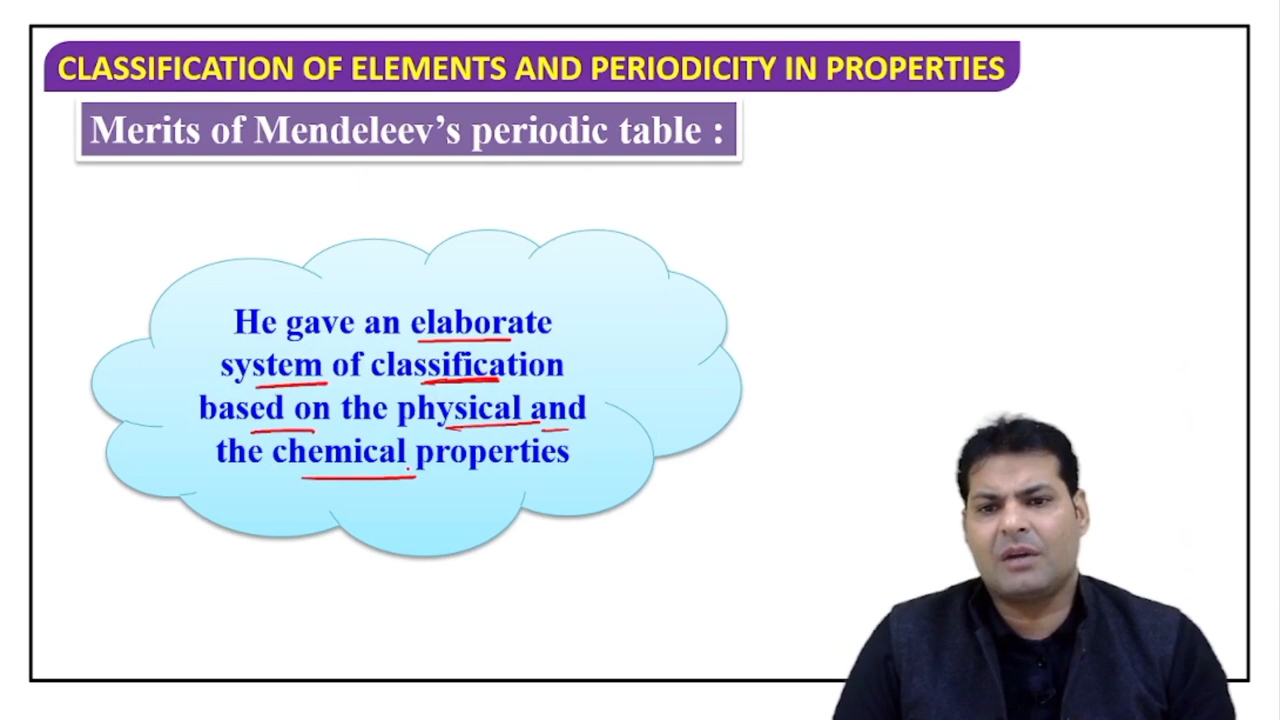 CLASSIFICATION OF ELEMENTS AND PERIODICITY IN PROPERTIES
Merits of Mendeleev’s periodic table :
He gave an elaborate
system of classification
based on the physical and
the chemical properties